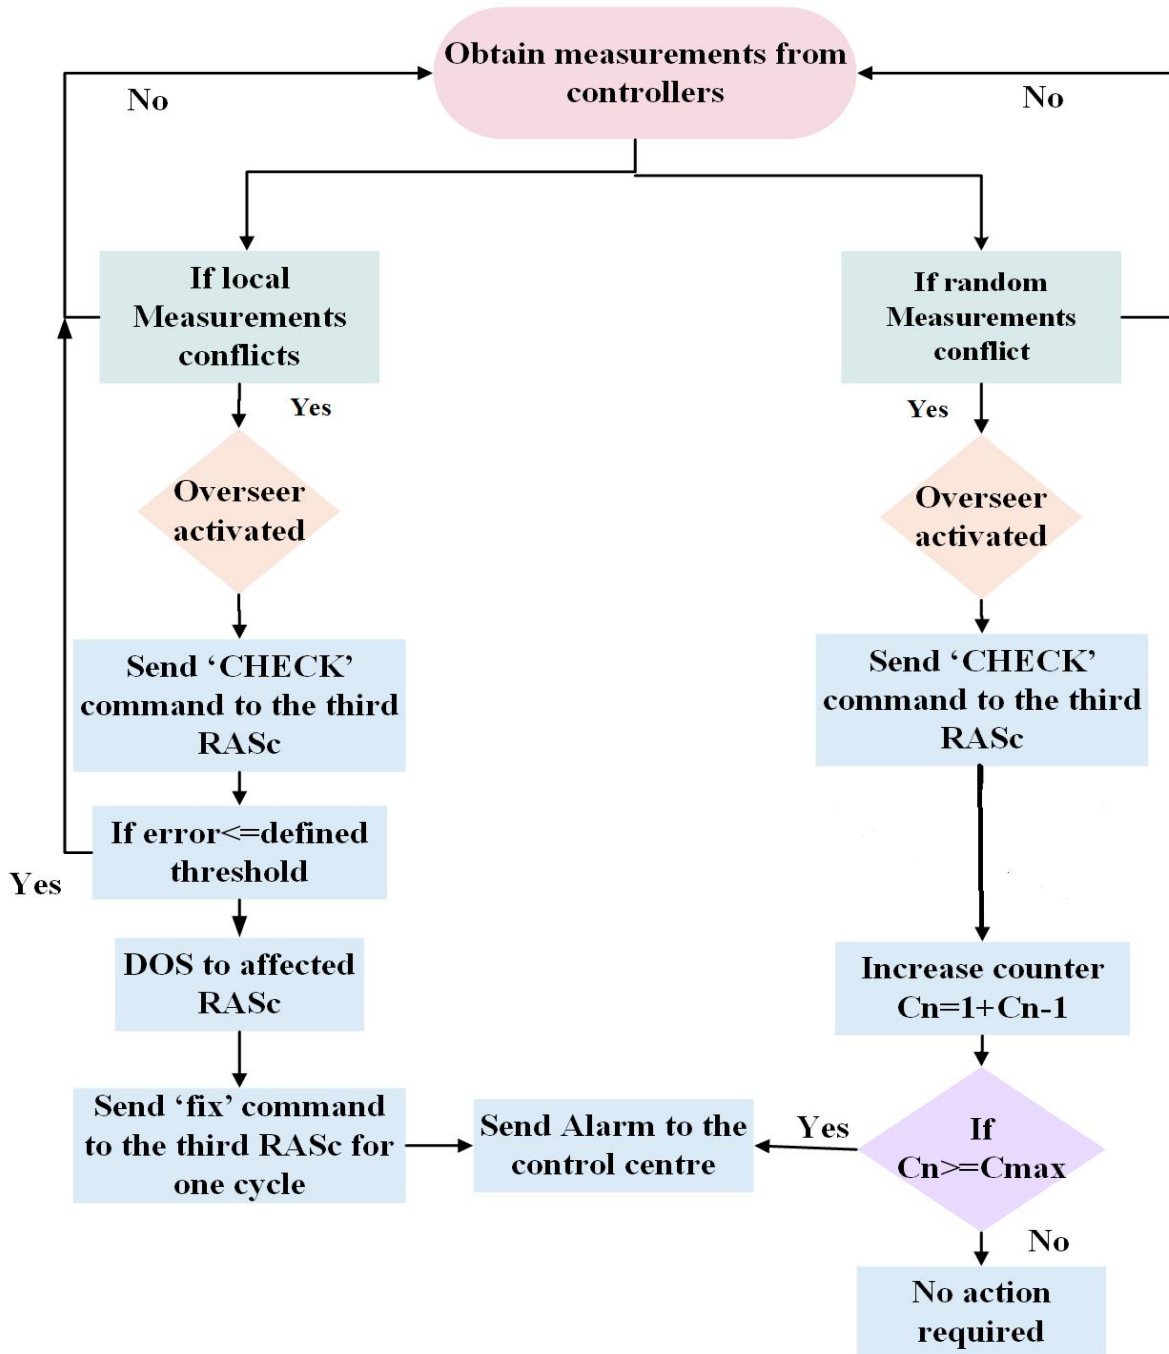 Obtain measurements from
controllers
No
No
If local
Measurements
conflicts
If random
Measurements
conflict
Yes
Yes
Overseer
activated
Overseer
activated
Send ‘CHECK’
command to the third
RASc
Send ‘CHECK’
command to the third
RASc
If error<=defined
threshold
Yes
DOS to affected
RASc
Increase counter
Cn=1+Cn-1
Send ‘fix’ command
to the third RASc for
one cycle
Send Alarm to the
control centre
Yes
If
Cn>=Cmax
No
No action
required